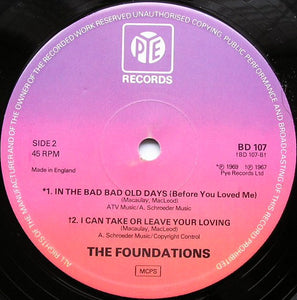 ALL RIGHTS OF THE MANUFACTURER AND OF THE OWNER OF THE RECORDED WORK RESERVED UNAUTHORISED COPYING, PUBLIC PERFORMANCE AND BROADCASTING OF THIS RECORD PROHIBITED
PYE
RECORDS
SIDE 2
45 RPM
Made in England
BD 107
(BD 107-B1)
℗ 1969 ℗ 1967
Pye Records Ltd
*1. IN THE BAD BAD OLD DAYS (Before You Loved Me)
(Macaulay, MacLeod)
ATV Music/A. Schroeder Music
†2. I CAN TAKE OR LEAVE YOUR LOVING
(Macaulay, MacLeod)
A. Schroeder Music/Copyright Control
THE FOUNDATIONS
MCPS